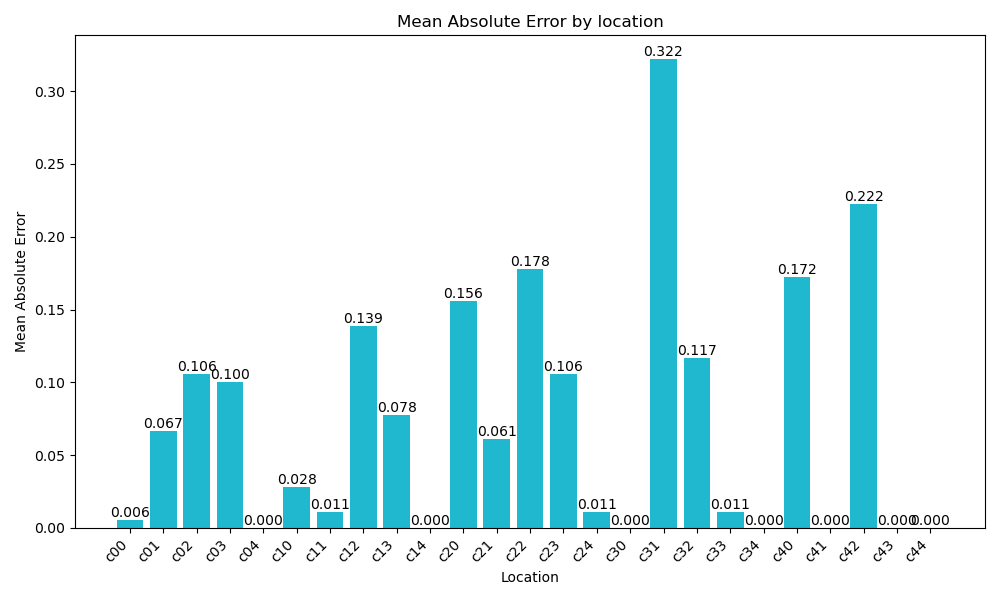 Mean Absolute Error by location
Mean Absolute Error
0.30
0.25
0.20
0.15
0.10
0.05
0.00
0.006
0.067
0.106
0.100
0.000
0.028
0.011
0.139
0.078
0.000
0.156
0.061
0.178
0.106
0.011
0.000
0.322
0.117
0.011
0.000
0.172
0.000
0.222
0.000
0.000
c00
c01
c02
c03
c04
c10
c11
c12
c13
c14
c20
c21
c22
c23
c24
c30
c31
c32
c33
c34
c40
c41
c42
c43
c44
Location